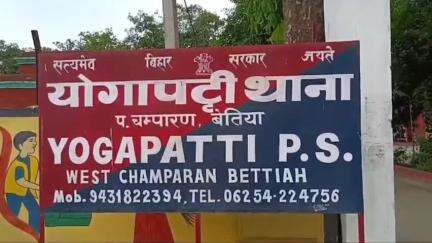 सत्यमेव बिहार सरकार जयते
योगापट्टी थाना
प. चम्पारण, बेतिया
YOGAPATTI P.S.
WEST CHAMPARAN BETTIAH
Mob. 9431822394, TEL. 06254-224756